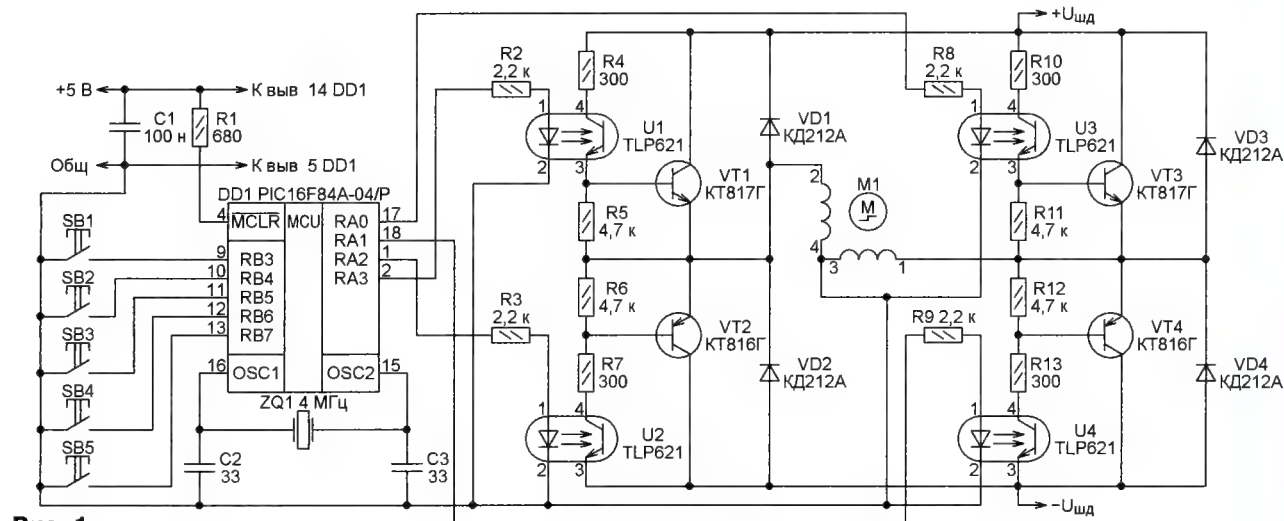 +Uшд
R2
2,2 к
R4
300
R8
2,2 к
R10
300
+5 В
К выв 14 DD1
C1
100 н
R1
680
1
4
U1
TLP621
2
3
VD1
КД212А
1
4
U3
TLP621
2
3
VD3
КД212А
Общ
К выв 5 DD1
DD1 PIC16F84A-04/P
4
MCLR
MCU
RA0
17
RA1
18
RA2
1
RA3
2
SB1
9
RB3
SB2
10
RB4
11
RB5
SB3
12
RB6
13
RB7
SB4
16
OSC1
OSC2
15
SB5
ZQ1 4 МГц
C2
33
C3
33
VT1
КТ817Г
R5
4,7 к
2
M1
M
4
3
1
VT3
КТ817Г
R11
4,7 к
R3
2,2 к
R6
4,7 к
VT2
КТ816Г
R7
300
VD2
КД212А
R9 2,2 к
R12
4,7 к
VT4
КТ816Г
R13
300
VD4
КД212А
1
4
U2
TLP621
2
3
1
4
U4
TLP621
2
3
−Uшд